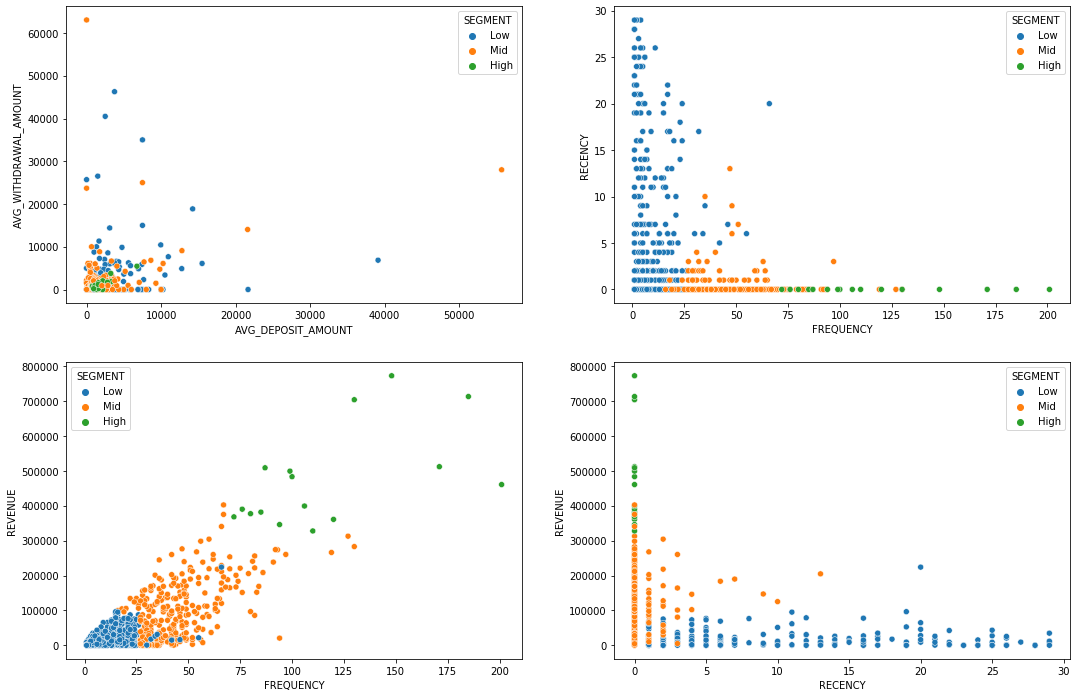 SEGMENT
Low
Mid
High
60000
50000
40000
30000
20000
10000
0
AVG_WITHDRAWAL_AMOUNT
0 10000 20000 30000 40000 50000
AVG_DEPOSIT_AMOUNT
SEGMENT
Low
Mid
High
30
25
20
15
10
5
0
RECENCY
0 25 50 75 100 125 150 175 200
FREQUENCY
SEGMENT
Low
Mid
High
800000
700000
600000
500000
400000
300000
200000
100000
0
REVENUE
0 25 50 75 100 125 150 175 200
FREQUENCY
SEGMENT
Low
Mid
High
800000
700000
600000
500000
400000
300000
200000
100000
0
REVENUE
0 5 10 15 20 25 30
RECENCY